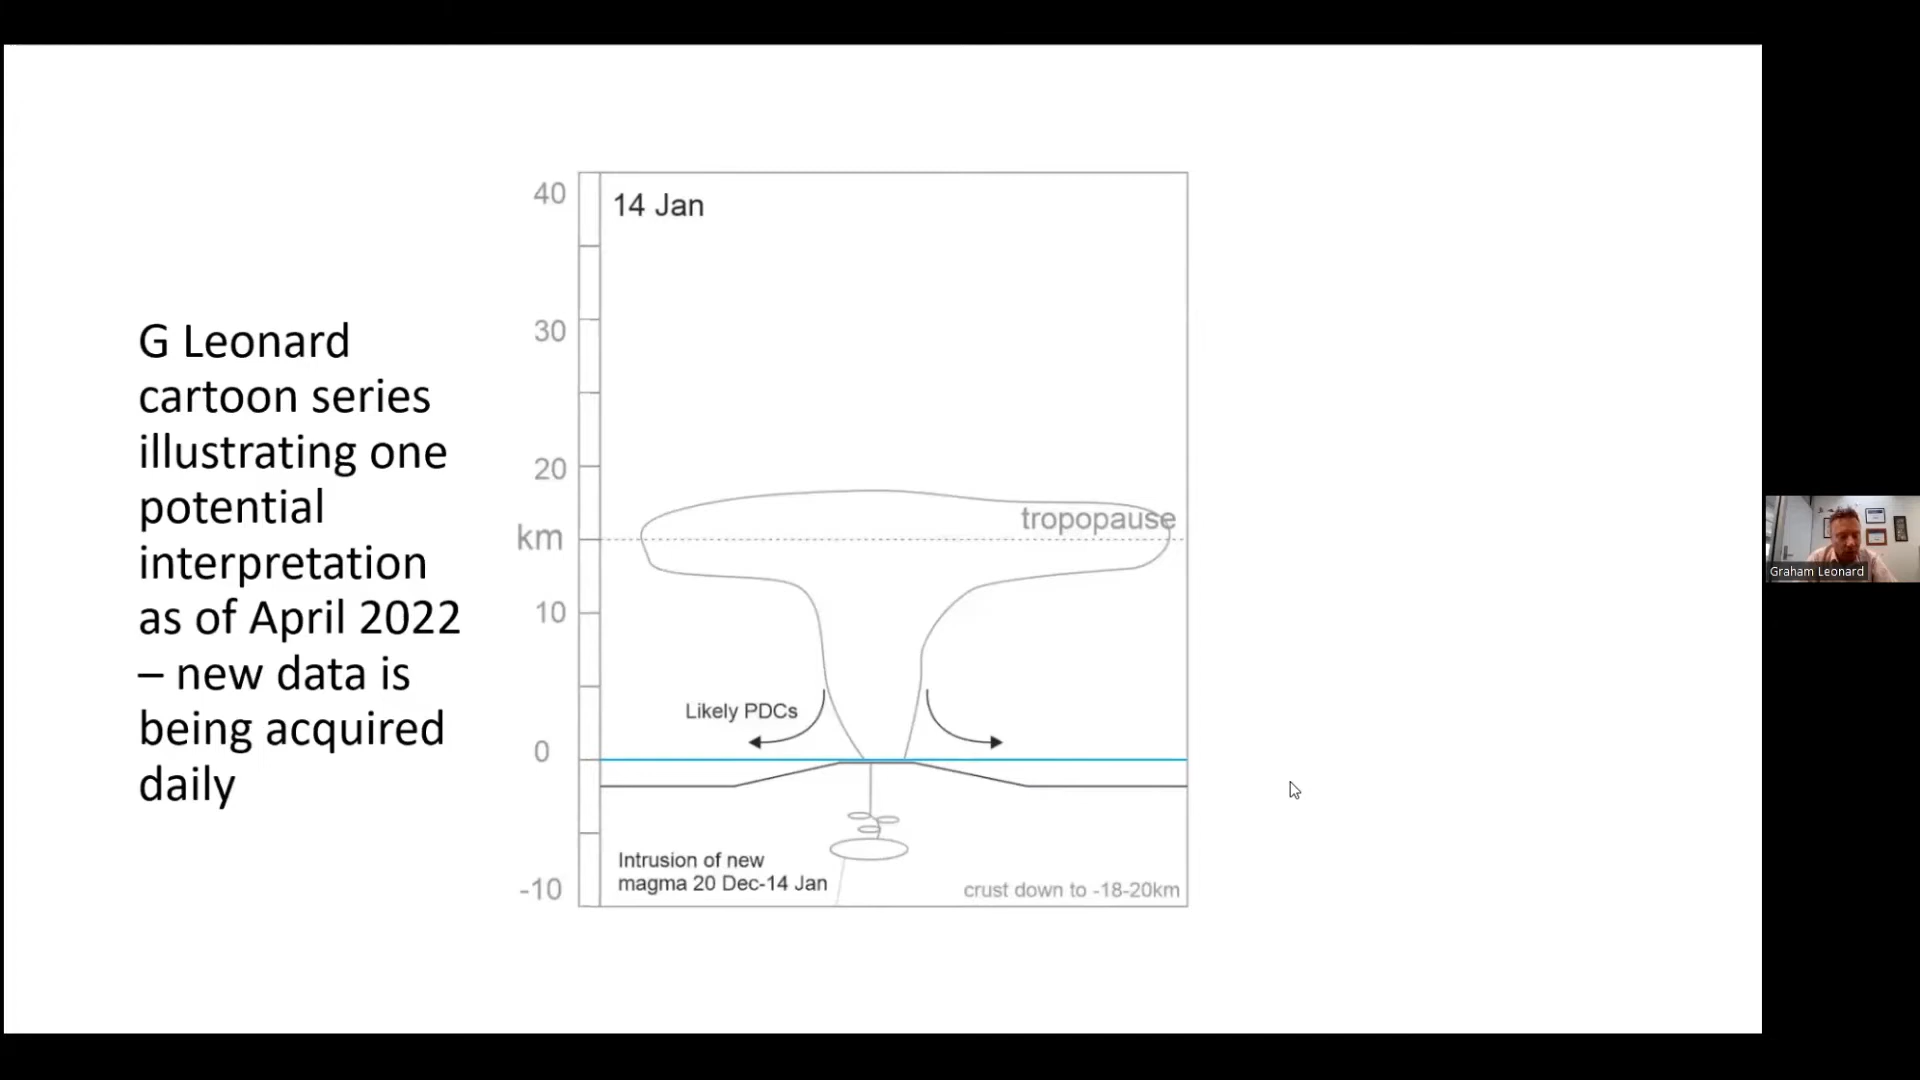 G Leonard
cartoon series
illustrating one
potential
interpretation
as of April 2022
– new data is
being acquired
daily
40
14 Jan
30
20
tropopause
km
10
Likely PDCs
0
Intrusion of new
magma 20 Dec-14 Jan
-10
crust down to -18-20km
Graham Leonard